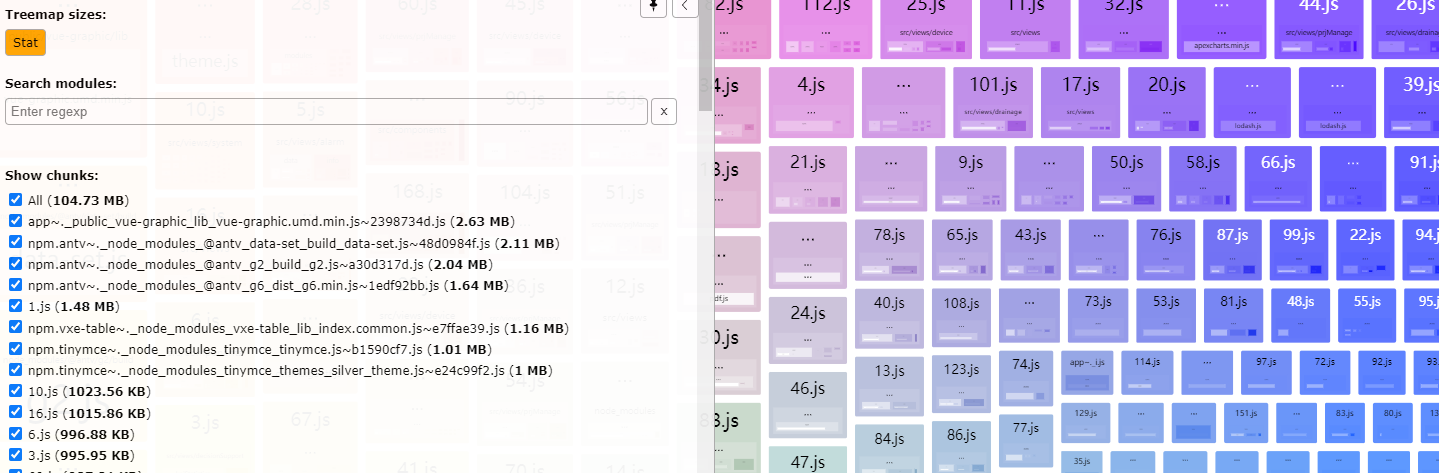 Treemap sizes:
Stat
Search modules:
Enter regexp
x
Show chunks:
All (104.73 MB)
app~._public_vue-graphic_lib_vue-graphic.umd.min.js~2398734d.js (2.63 MB)
npm.antv~._node_modules_@antv_data-set_build_data-set.js~48d0984f.js (2.11 MB)
npm.antv~._node_modules_@antv_g2_build_g2.js~a30d317d.js (2.04 MB)
npm.antv~._node_modules_@antv_g6_dist_g6.min.js~1edf92bb.js (1.64 MB)
1.js (1.48 MB)
npm.vxe-table~._node_modules_vxe-table_lib_index.common.js~e7ffae39.js (1.16 MB)
npm.tinymce~._node_modules_tinymce_tinymce.js~b1590cf7.js (1.01 MB)
npm.tinymce~._node_modules_tinymce_themes_silver_theme.js~e24c99f2.js (1 MB)
10.js (1023.56 KB)
16.js (1015.86 KB)
6.js (996.88 KB)
3.js (995.95 KB)
112.js 25.js 11.js 32.js ... 44.js 26.js
... src/views/device src/views ... apexcharts.min.js src/views/prjManage
4.js ... 101.js 17.js 20.js ... ... 39.js
... ... src/views/drainage src/views ... lodash.js lodash.js ...
21.js ... 9.js ... 50.js 58.js 66.js ... 91.js
... 78.js 65.js 43.js ... 76.js 87.js 99.js 22.js 94.js
24.js 40.js 108.js ... 73.js 53.js 81.js 48.js 55.js 95.js
46.js 13.js 123.js 74.js app~._i.js 114.js ... 97.js 72.js 92.js 93.
129.js ... ... 151.js ... 83.js 80.js
47.js 84.js 86.js 77.js
35.js